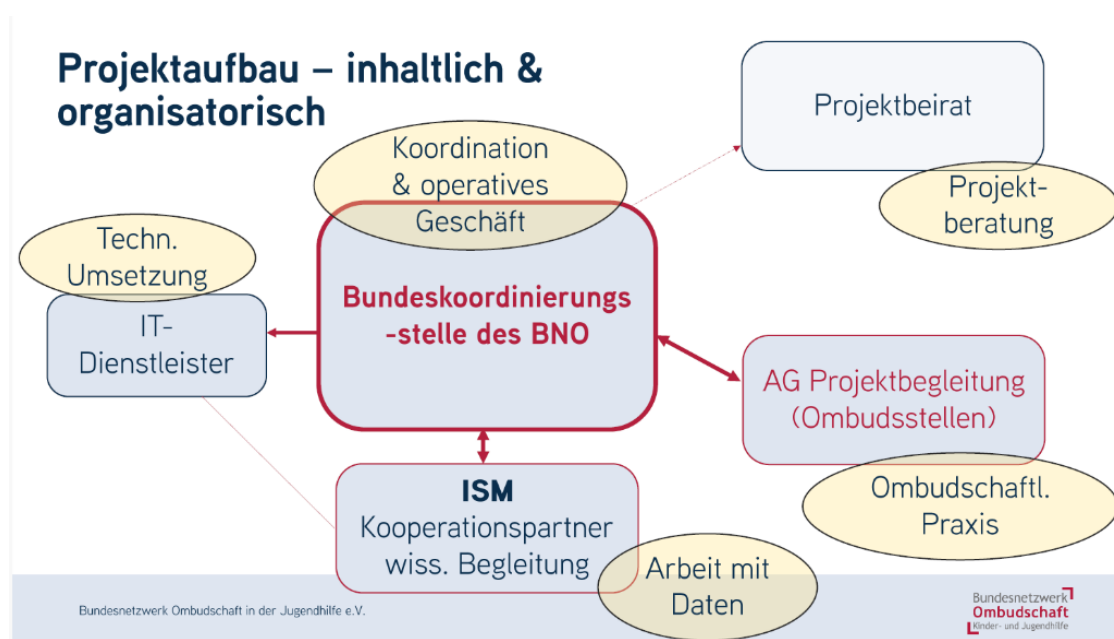 Projektaufbau – inhaltlich &
organisatorisch
Projektbeirat
Projekt-
beratung
Koordination
& operatives
Geschäft
Techn.
Umsetzung
IT-
Dienstleister
Bundeskoordinierungs
-stelle des BNO
AG Projektbegleitung
(Ombudsstellen)
Ombudschaftl.
Praxis
ISM
Kooperationspartner
wiss. Begleitung
Arbeit mit
Daten
Bundesnetzwerk Ombudschaft in der Jugendhilfe e.V.
Bundesnetzwerk
Ombudschaft
Kinder- und Jugendhilfe